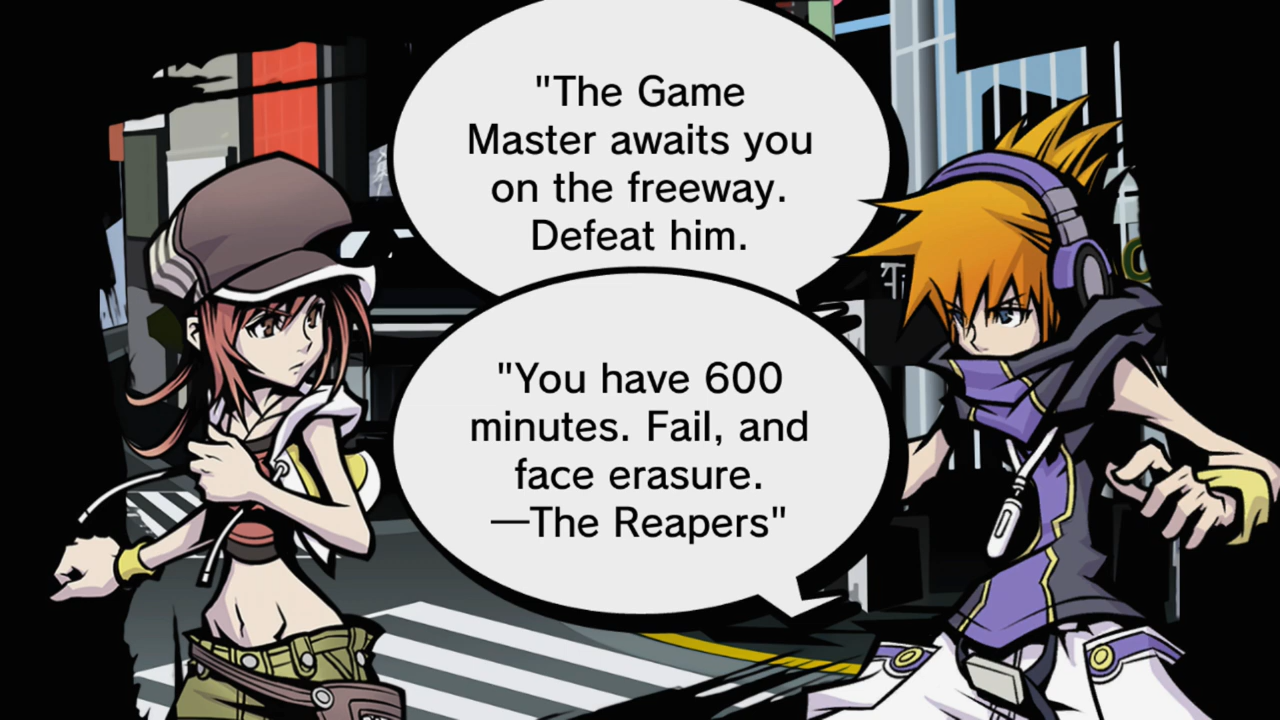 "The Game
Master awaits you
on the freeway.
Defeat him.
"You have 600
minutes. Fail, and
face erasure.
—The Reapers"